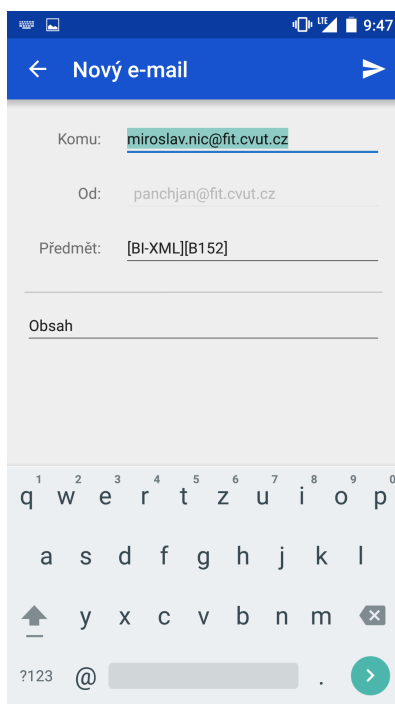 LTE 9:47
Nový e-mail
Komu: miroslav.nic@fit.cvut.cz
Od: panchjan@fit.cvut.cz
Předmět: [BI-XML][B152]
Obsah
1 2 3 4 5 6 7 8 9 0
q w e r t z u i o p
a s d f g h j k l
y x c v b n m
?123 @ .